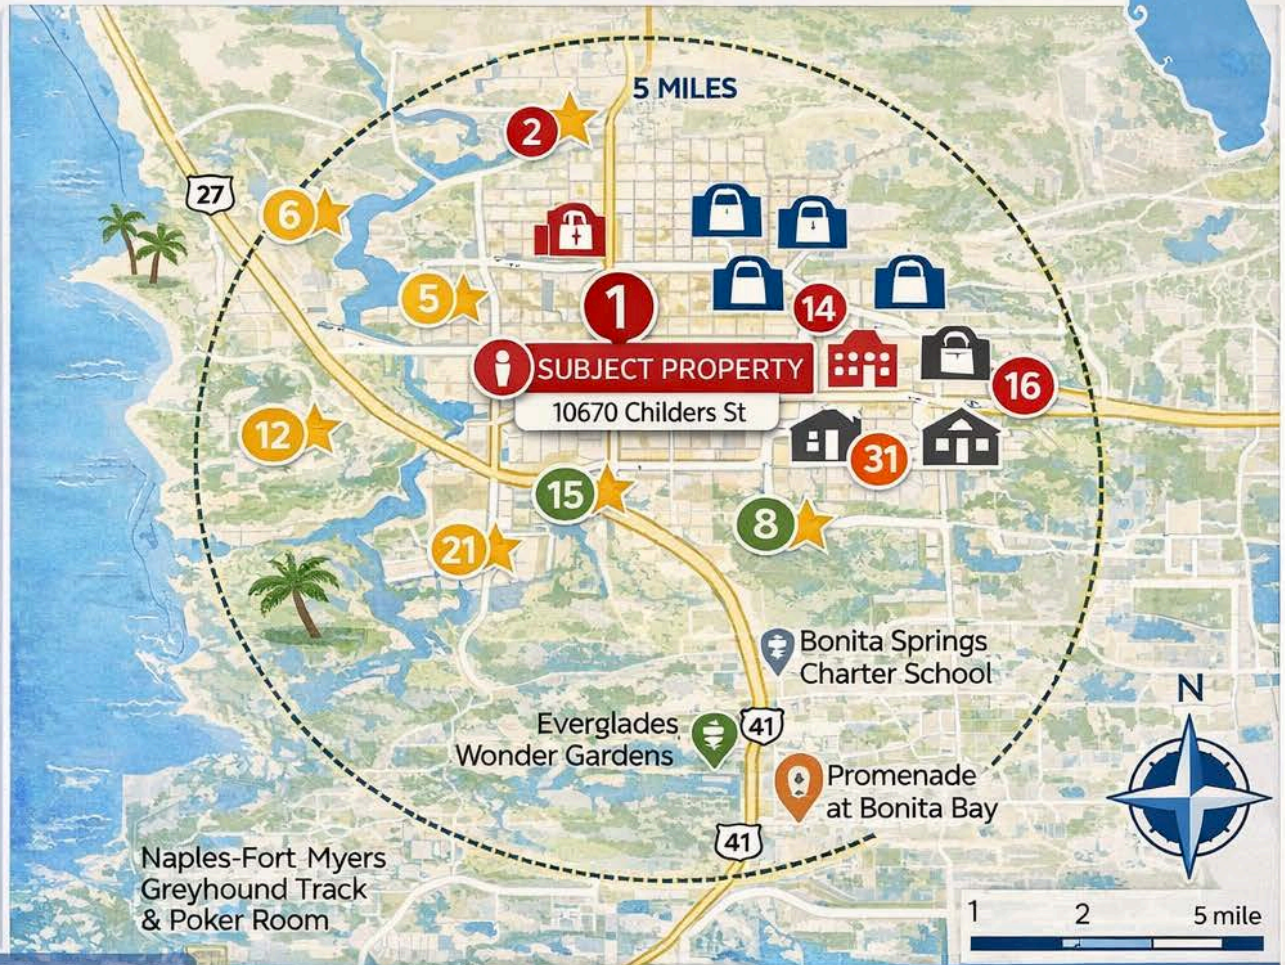 5 MILES
2
27
6
5
1
14
SUBJECT PROPERTY
16
10670 Childers St
12
31
15
8
21
Bonita Springs
Charter School
Everglades
Wonder Gardens
41
Promenade
at Bonita Bay
41
N
Naples-Fort Myers
Greyhound Track
& Poker Room
1 2 5 mile